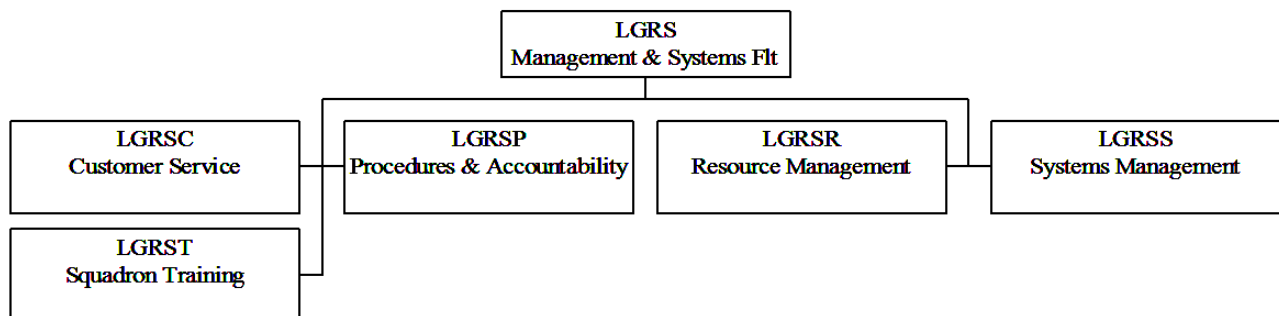 LGRS
Management & Systems Flt
LGRSC
Customer Service
LGRSP
Procedures & Accountability
LGRSR
Resource Management
LGRSS
Systems Management
LGRST
Squadron Training